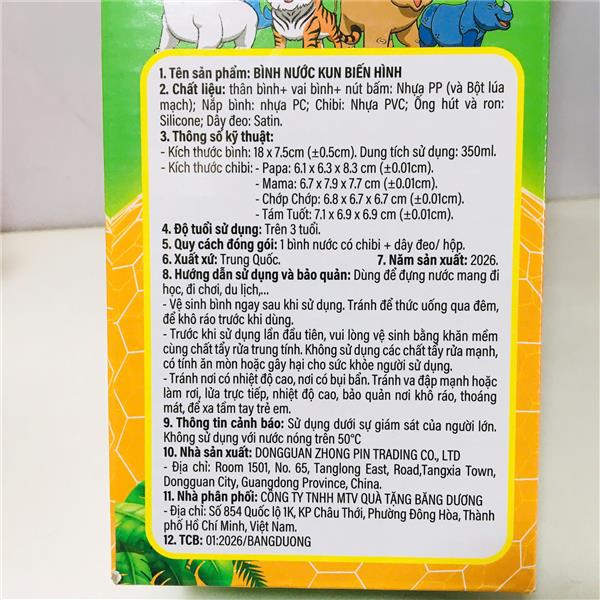 1. Tên sản phẩm: BÌNH NƯỚC KUN BIẾN HÌNH
2. Chất liệu: thân bình+ vai bình+ nút bấm: Nhựa PP (và Bột lúa
mạch); Nắp bình: nhựa PC; Chibi: Nhựa PVC; Ống hút và ron:
Silicone; Dây đeo: Satin.
3. Thông số kỹ thuật:
- Kích thước bình: 18 x 7.5cm (±0.5cm). Dung tích sử dụng: 350ml.
- Kích thước chibi: - Papa: 6.1 x 6.3 x 8.3 cm (±0.01cm).
- Mama: 6.7 x 7.9 x 7.7 cm (±0.01cm).
- Chớp Chớp: 6.8 x 6.7 x 6.7 cm (±0.01cm).
- Tám Tuốt: 7.1 x 6.9 x 6.9 cm (±0.01cm).
4. Độ tuổi sử dụng: Trên 3 tuổi.
5. Quy cách đóng gói: 1 bình nước có chibi + dây đeo/ hộp.
6. Xuất xứ: Trung Quốc. 7. Năm sản xuất: 2026.
8. Hướng dẫn sử dụng và bảo quản: Dùng để đựng nước mang đi
học, đi chơi, du lịch,...
- Vệ sinh bình ngay sau khi sử dụng. Tránh để thức uống qua đêm,
để khô ráo trước khi dùng.
- Trước khi sử dụng lần đầu tiên, vui lòng vệ sinh bằng khăn mềm
cùng chất tẩy rửa trung tính. Không sử dụng các chất tẩy rửa mạnh,
có tính ăn mòn hoặc gây hại cho sức khỏe người sử dụng.
- Tránh nơi có nhiệt độ cao, nơi có bụi bẩn. Tránh va đập mạnh hoặc
làm rơi, lửa trực tiếp, nhiệt độ cao, bảo quản nơi khô ráo, thoáng
mát, để xa tầm tay trẻ em.
9. Thông tin cảnh báo: Sử dụng dưới sự giám sát của người lớn.
Không sử dụng với nước nóng trên 50°C
10. Nhà sản xuất: DONGGUAN ZHONG PIN TRADING CO., LTD
- Địa chỉ: Room 1501, No. 65, Tanglong East, Road,Tangxia Town,
Dongguan City, Guangdong Province, China.
11. Nhà phân phối: CÔNG TY TNHH MTV QUÀ TẶNG BĂNG DƯƠNG
- Địa chỉ: Số 854 Quốc lộ 1K, KP Châu Thới, Phường Đông Hòa, Thành
phố Hồ Chí Minh, Việt Nam.
12. TCB: 01:2026/BANGDUONG